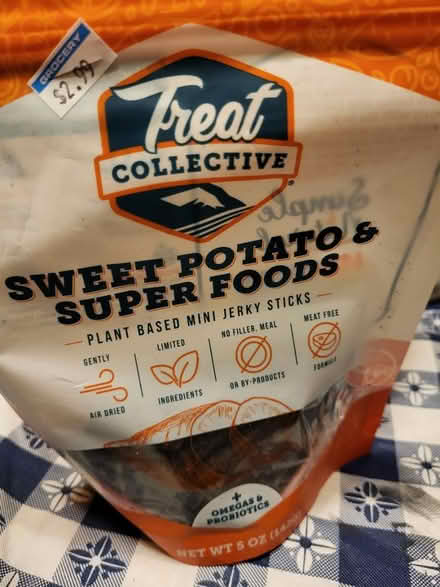 GROCERY
$2.99
Treat
COLLECTIVE
Simple
SWEET POTATO &
SUPER FOODS
PLANT BASED MINI JERKY STICKS
GENTLY
AIR DRIED
LIMITED
INGREDIENTS
NO FILLER, MEAL
OR BY-PRODUCTS
MEAT FREE
FORMULA
+
OMEGAS &
PROBIOTICS
NET WT 5 OZ